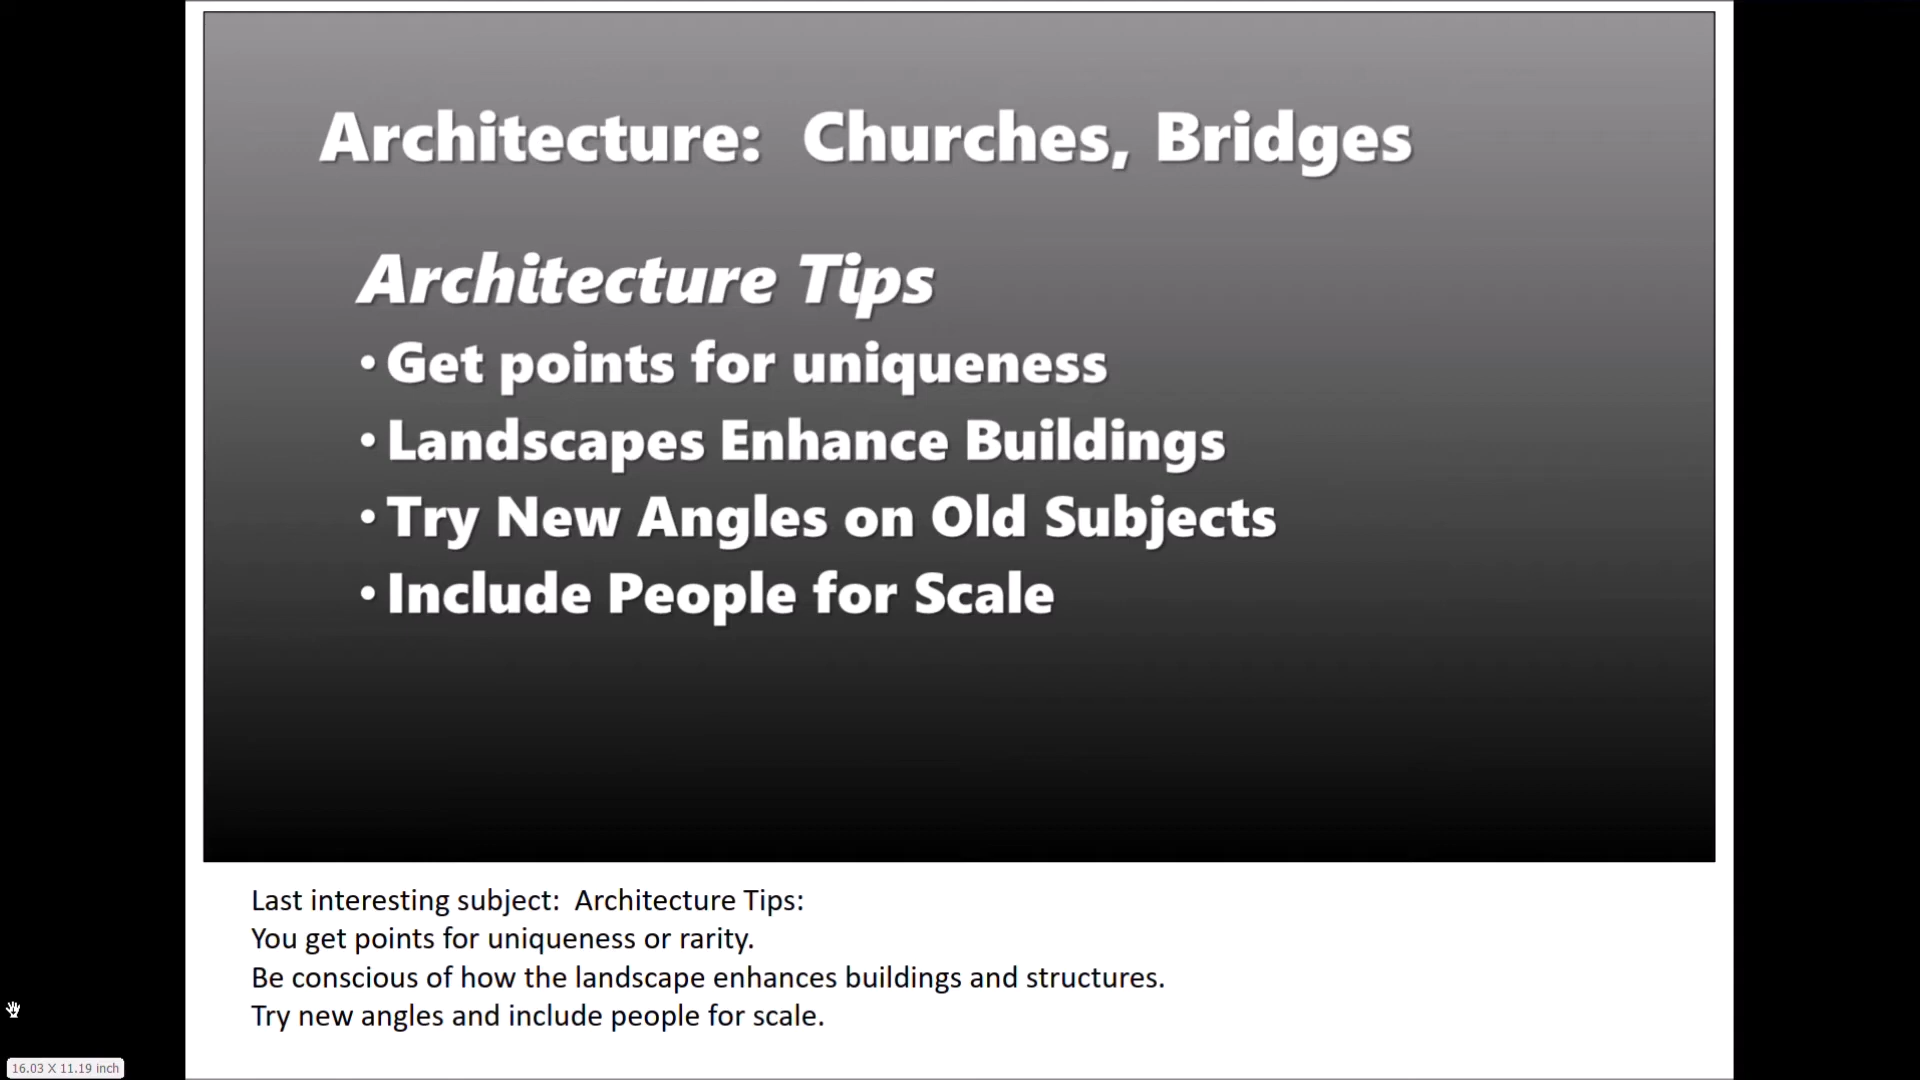 Architecture:  Churches, Bridges
Architecture Tips
• Get points for uniqueness
• Landscapes Enhance Buildings
• Try New Angles on Old Subjects
• Include People for Scale
Last interesting subject:  Architecture Tips:
You get points for uniqueness or rarity.
Be conscious of how the landscape enhances buildings and structures.
Try new angles and include people for scale.
16.03 X 11.19 inch